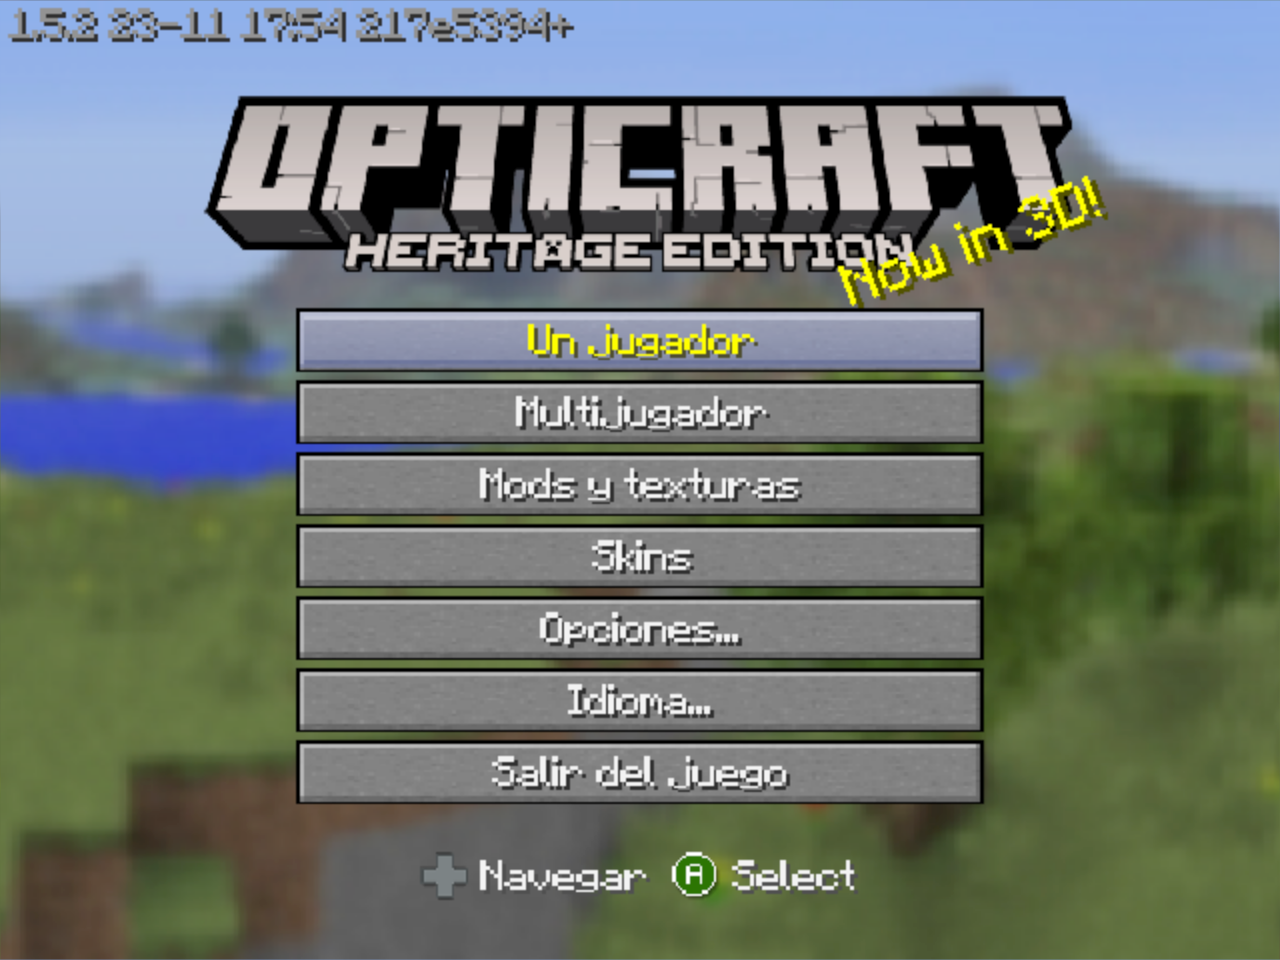 1.5.2 23-11 17:54 217e5394+
OPTICRAFT
HERITAGE EDITION
Now in 3D!
Un jugador
Multijugador
Mods y texturas
Skins
Opciones...
Idioma...
Salir del juego
Navegar A Select